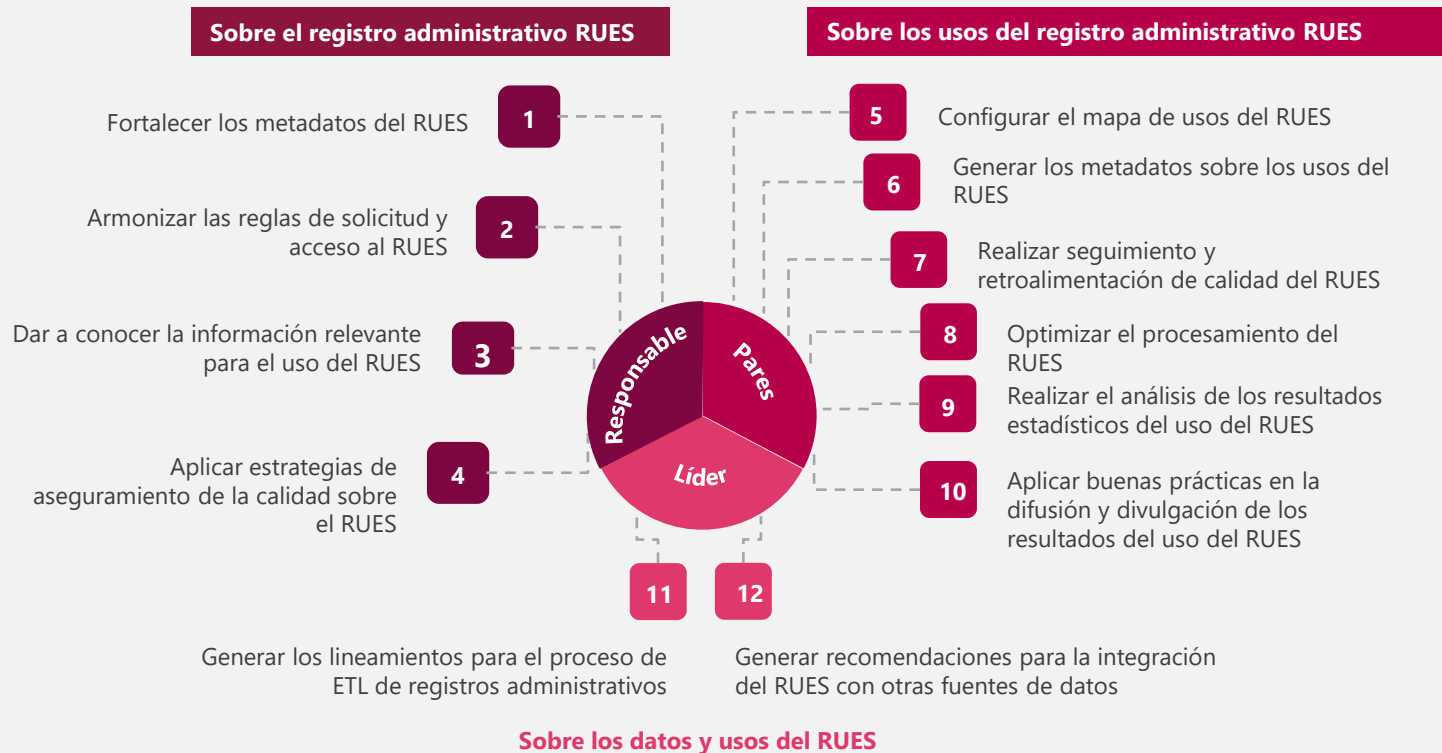 Sobre el registro administrativo RUES
Sobre los usos del registro administrativo RUES
1
Fortalecer los metadatos del RUES
2
Armonizar las reglas de solicitud y
acceso al RUES
3
Dar a conocer la información relevante
para el uso del RUES
4
Aplicar estrategias de
aseguramiento de la calidad sobre
el RUES
5
Configurar el mapa de usos del RUES
6
Generar los metadatos sobre los usos del
RUES
7
Realizar seguimiento y
retroalimentación de calidad del RUES
8
Optimizar el procesamiento del
RUES
9
Realizar el análisis de los resultados
estadísticos del uso del RUES
10
Aplicar buenas prácticas en la
difusión y divulgación de los
resultados del uso del RUES
Responsable
Pares
Líder
11
Generar los lineamientos para el proceso de
ETL de registros administrativos
12
Generar recomendaciones para la integración
del RUES con otras fuentes de datos
Sobre los datos y usos del RUES